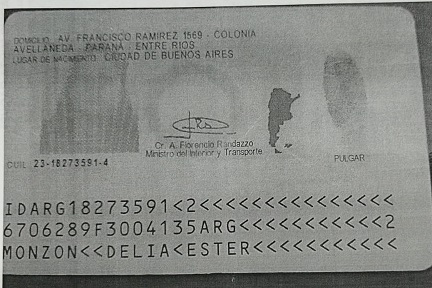 DOMICILIO: AV. FRANCISCO RAMIREZ 1569 - COLONIA
AVELLANEDA - PARANÁ - ENTRE RIOS
LUGAR DE NACIMIENTO: CIUDAD DE BUENOS AIRES
Cr. A. Florencio Randazzo
Ministro del Interior y Transporte
CUIL: 23-18273591-4
PULGAR
IDARG18273591<2<<<<<<<<<<<<<<<
6706289F3004135ARG<<<<<<<<<<<2
MONZON<<DELIA<ESTER<<<<<<<<<<<